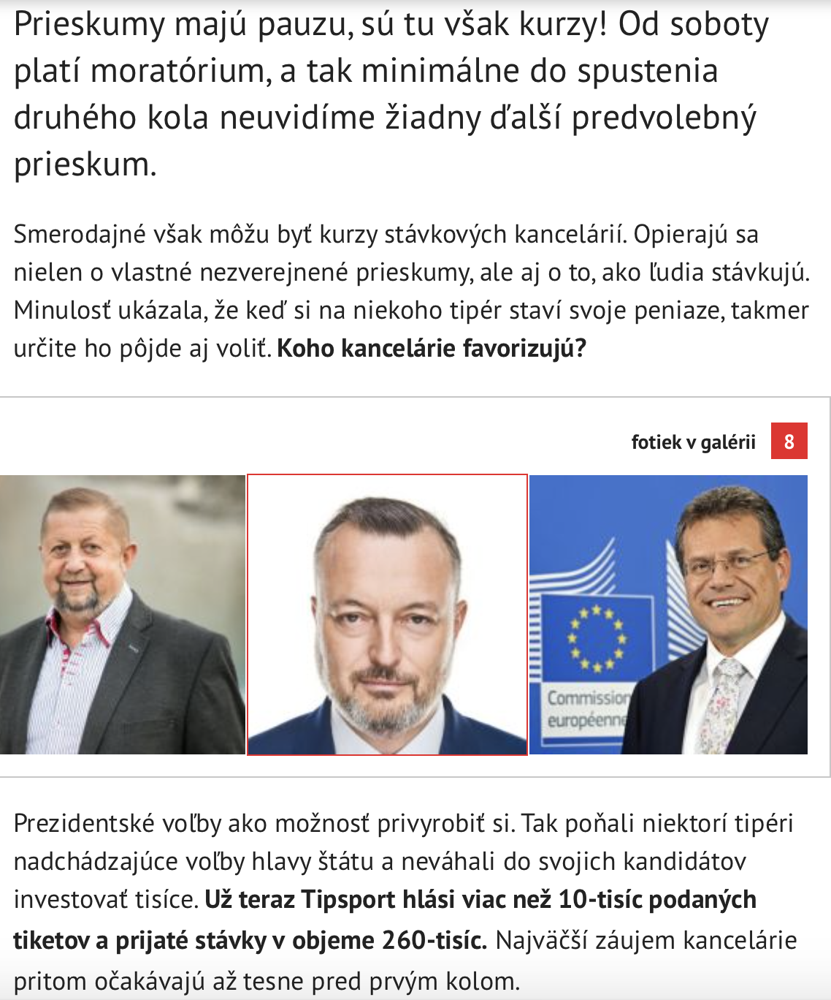 Prieskumy majú pauzu, sú tu však kurzy! Od soboty
platí moratórium, a tak minimálne do spustenia
druhého kola neuvidíme žiadny ďalší predvolebný
prieskum.
Smerodajné však môžu byť kurzy stávkových kancelárií. Opierajú sa
nielen o vlastné nezverejnené prieskumy, ale aj o to, ako ľudia stávkujú.
Minulosť ukázala, že keď si na niekoho tipér staví svoje peniaze, takmer
určite ho pôjde aj voliť. Koho kancelárie favorizujú?
fotiek v galérii 8
Commission
européenne
Prezidentské voľby ako možnosť privyrobiť si. Tak poňali niektorí tipéri
nadchádzajúce voľby hlavy štátu a neváhali do svojich kandidátov
investovať tisíce. Už teraz Tipsport hlási viac než 10-tisíc podaných
tiketov a prijaté stávky v objeme 260-tisíc. Najväčší záujem kancelárie
pritom očakávajú až tesne pred prvým kolom.